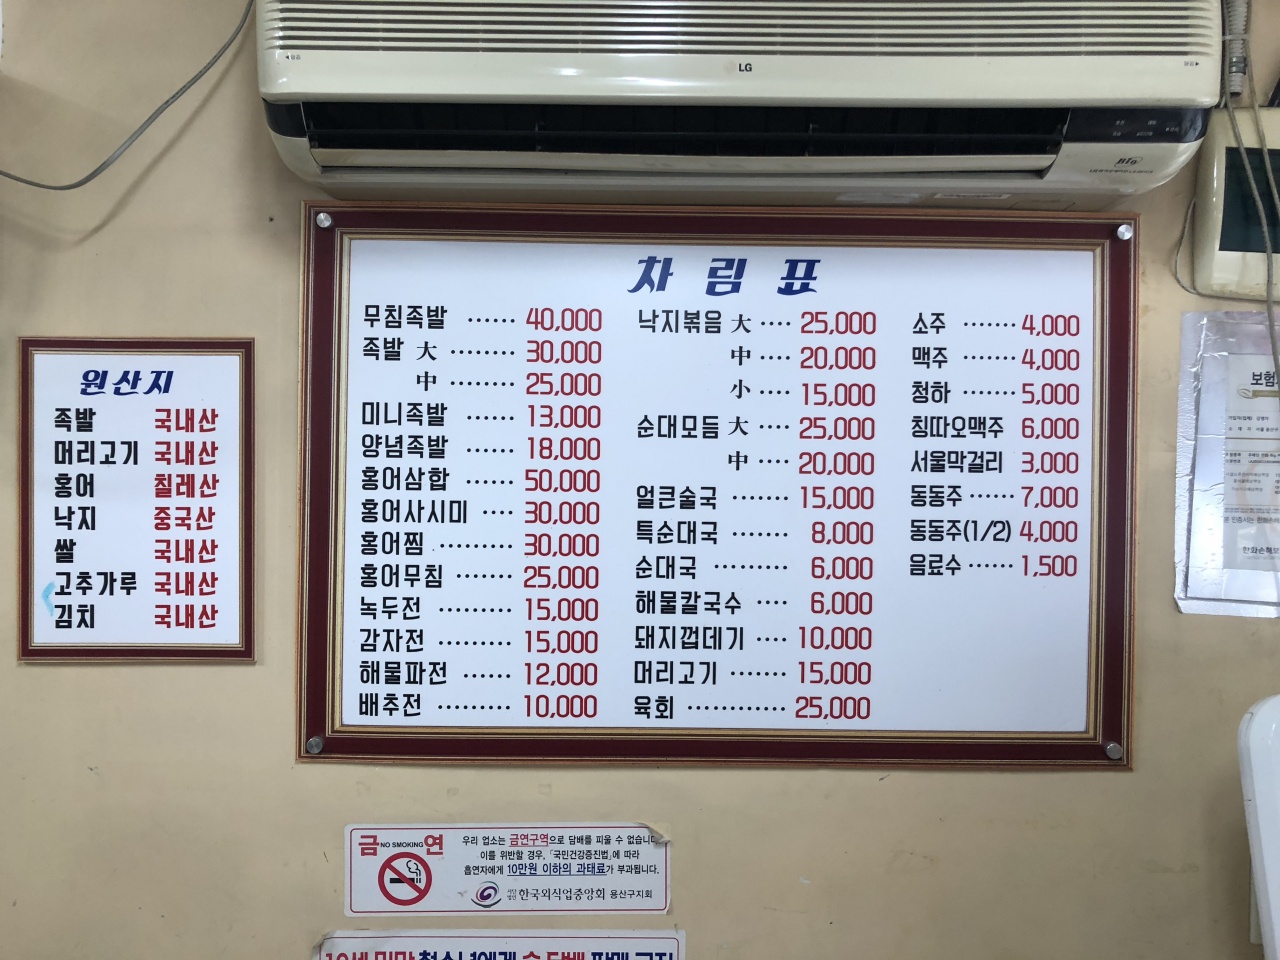 LG
차림표
무침족발 ...... 40,000
족발 大 ........ 30,000
中 ........ 25,000
미니족발 ...... 13,000
양념족발 ...... 18,000
홍어삼합 ...... 50,000
홍어사시미 .... 30,000
홍어찜 ......... 30,000
홍어무침 ....... 25,000
녹두전 ......... 15,000
감자전 ......... 15,000
해물파전 ...... 12,000
배추전 ......... 10,000
낙지볶음 大 .... 25,000
中 .... 20,000
小 .... 15,000
순대모듬 大 .... 25,000
中 .... 20,000
얼큰술국 ....... 15,000
특순대국 ........ 8,000
순대국 .......... 6,000
해물칼국수 .... 6,000
돼지껍데기 .... 10,000
머리고기 ....... 15,000
육회 ............ 25,000
소주 ....... 4,000
맥주 ....... 4,000
청하 ....... 5,000
칭따오맥주 6,000
서울막걸리 3,000
동동주 ...... 7,000
동동주(1/2) 4,000
음료수 ...... 1,500
원산지
족발 국내산
머리고기 국내산
홍어 칠레산
낙지 중국산
쌀 국내산
고추가루 국내산
김치 국내산
금 NO SMOKING 연
우리 업소는 금연구역으로 담배를 피울 수 없습니다
이를 위반할 경우, 「국민건강증진법」에 따라
흡연자에게 10만원 이하의 과태료가 부과됩니다.
한국외식업중앙회 용산구지회